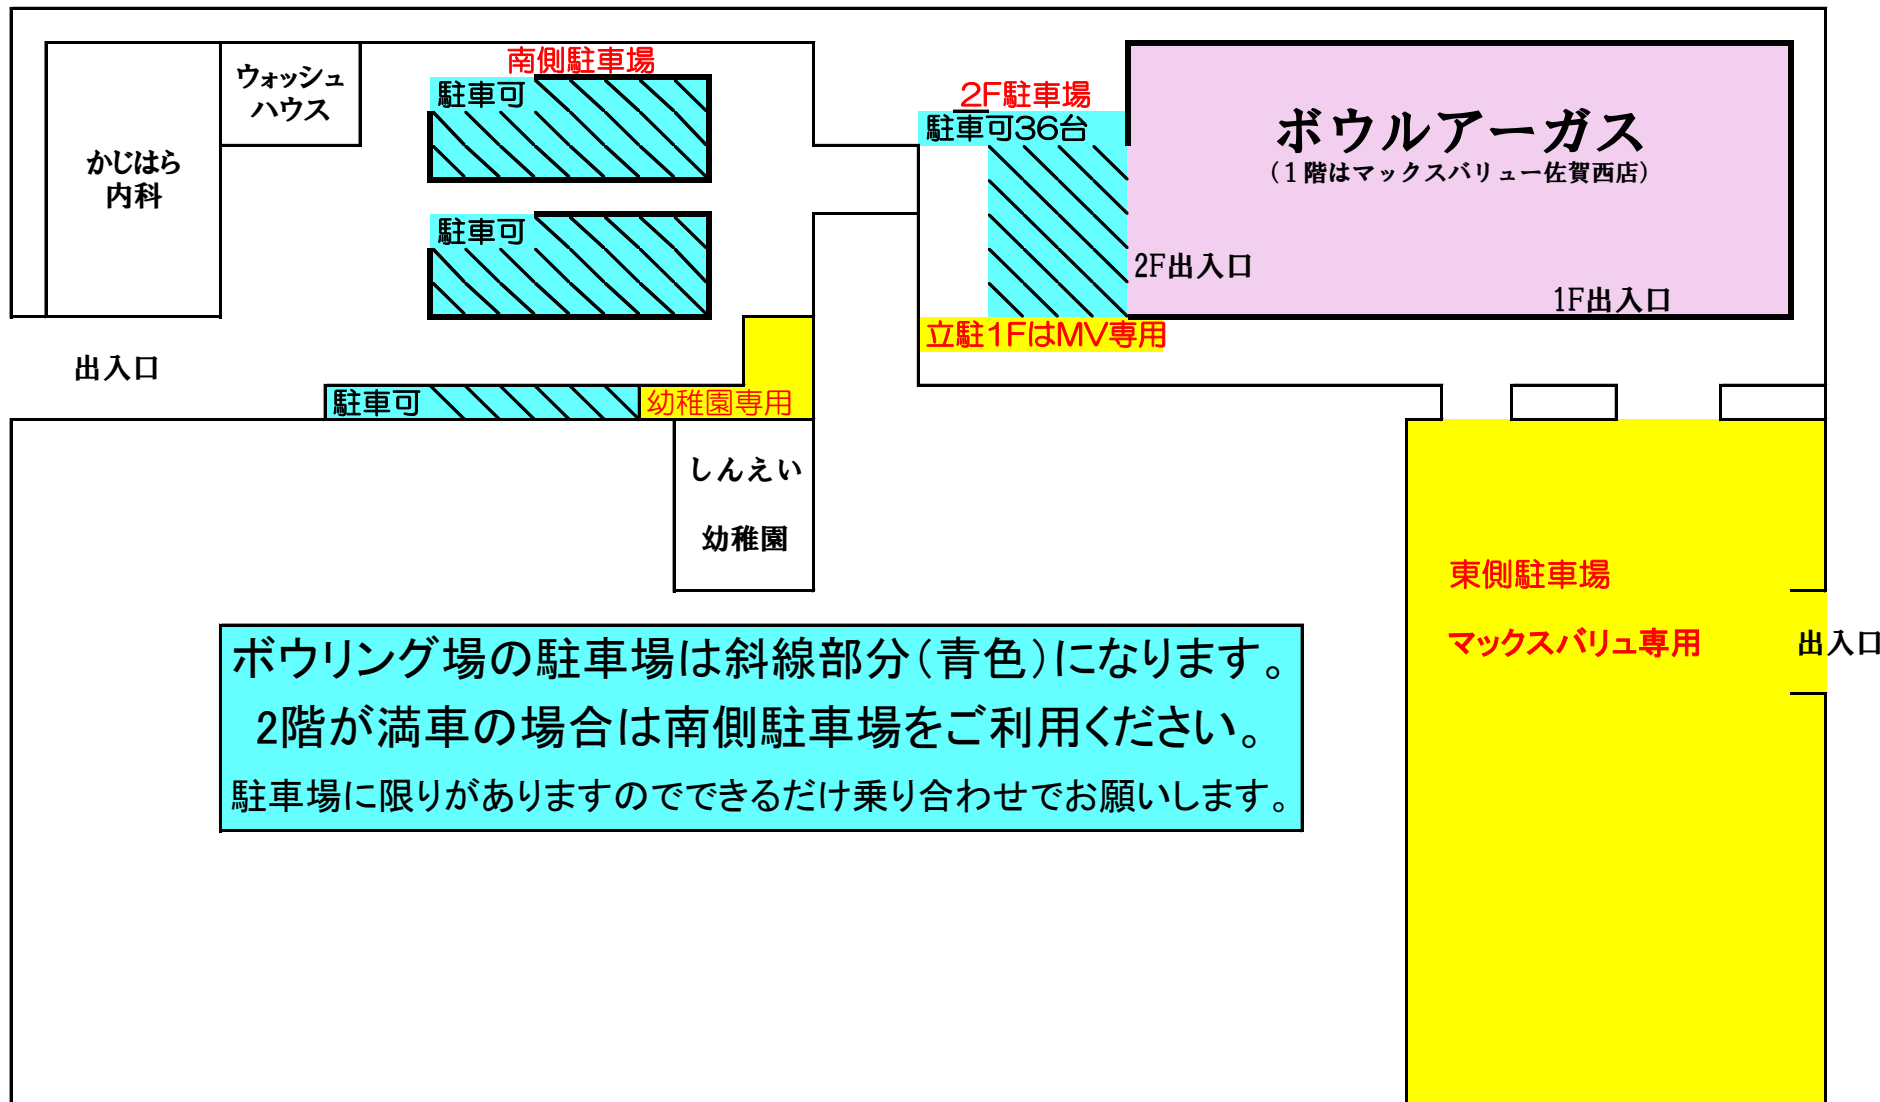 南側駐車場
ウォッシュ
ハウス
駐車可
2F駐車場
駐車可36台
ボウルアーガス
(1階はマックスバリュー佐賀西店)
かじはら
内科
駐車可
2F出入口
1F出入口
立駐1FはMV専用
出入口
駐車可
幼稚園専用
しんえい
幼稚園
東側駐車場
マックスバリュ専用
出入口
ボウリング場の駐車場は斜線部分(青色)になります。
2階が満車の場合は南側駐車場をご利用ください。
駐車場に限りがありますのでできるだけ乗り合わせでお願いします。